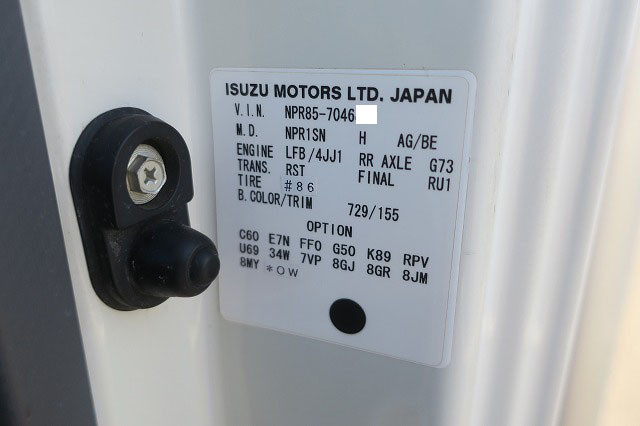 ISUZU MOTORS LTD. JAPAN
V.I.N. NPR85-7046
M.D. NPR1SN H AG/BE
ENGINE LFB/4JJ1 RR AXLE G73
TRANS. RST FINAL RU1
TIRE #86
B.COLOR/TRIM 729/155
OPTION
C60 E7N FF0 G50 K89 RPV
U69 34W 7VP 8GJ 8GR 8JM
8MY *OW